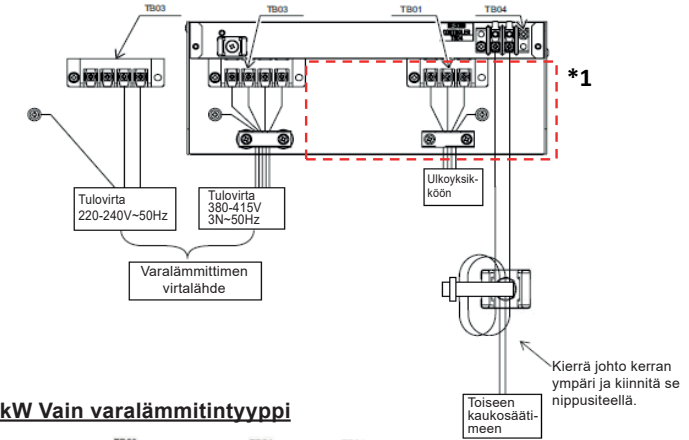 TB03
TB03
TB01
TB04
*1
Tulovirta
220-240V~50Hz
Tulovirta
380-415V
3N~50Hz
Ulkoyksik-
köön
Varalämmittimen
virtalähde
Kierrä johto kerran
ympäri ja kiinnitä se
nippusiteellä.
Toiseen
kaukosääti-
meen
kW Vain varalämmitintyyppi